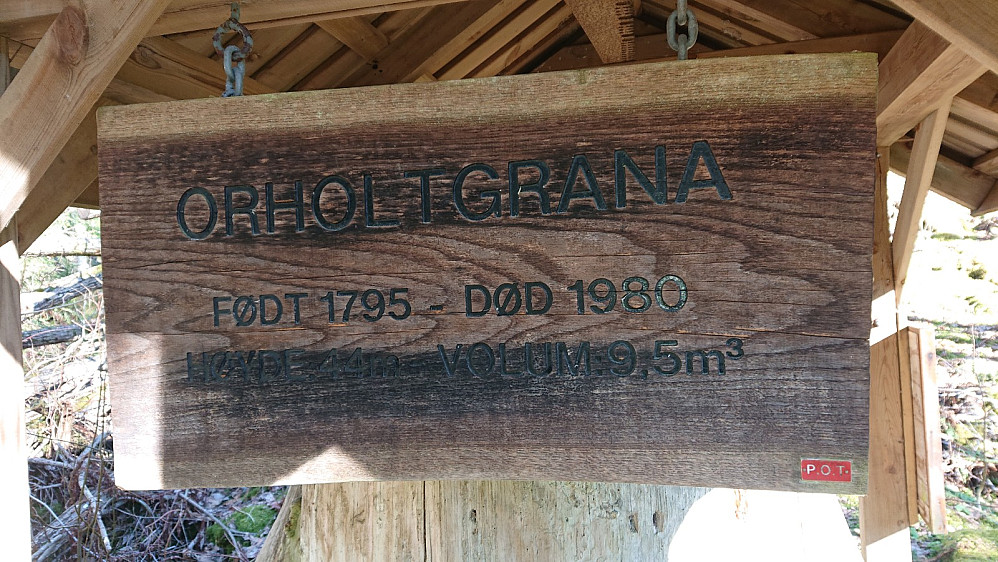 ORHOLTGRANA
FØDT 1795 - DØD 1980
HØYDE 44m - VOLUM: 9,5m³
P.O.T.